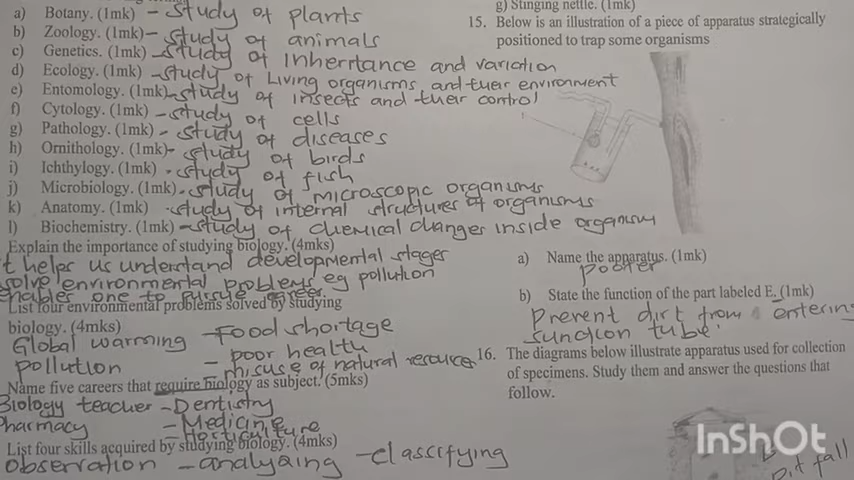 a) Botany. (1mk) - study of plants
b) Zoology. (1mk) - study of animals
c) Genetics. (1mk) - study of inheritance and variation
d) Ecology. (1mk) - study of Living organisms and their environment
e) Entomology. (1mk) - study of insects and their control
f) Cytology. (1mk) - study of cells
g) Pathology. (1mk) - study of diseases
h) Ornithology. (1mk) - study of birds
i) Ichthylogy. (1mk) - study of fish
j) Microbiology. (1mk) - study of microscopic organisms
k) Anatomy. (1mk) - study of internal structures of organisms
l) Biochemistry. (1mk) - study of chemical changes inside organism
Explain the importance of studying biology. (4mks)
t helps us understand developmental stages
solve environmental problems eg pollution
enables one to pursue career
List four environmental problems solved by studying
biology. (4mks) - Food shortage
Global warming - poor health
pollution - misuse of natural resource
Name five careers that require biology as subject. (5mks)
Biology teacher - Dentistry
pharmacy - Medicine
- Horticulture
List four skills acquired by studying biology. (4mks)
observation - analyzing - classifying
g) Stinging nettle. (1mk)
15. Below is an illustration of a piece of apparatus strategically
positioned to trap some organisms
a) Name the apparatus. (1mk)
pooter
b) State the function of the part labeled E. (1mk)
Prevent dirt from entering
suction tube
16. The diagrams below illustrate apparatus used for collection
of specimens. Study them and answer the questions that
follow.
pit fall
InShOt